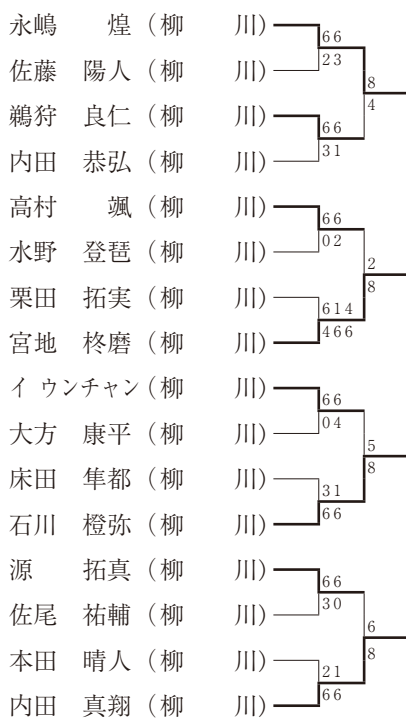 永嶋 煌（柳 川）
66
佐藤 陽人（柳 川）
23
8
4
鵜狩 良仁（柳 川）
66
内田 恭弘（柳 川）
31
高村 颯（柳 川）
66
水野 登琶（柳 川）
02
2
8
栗田 拓実（柳 川）
614
宮地 柊磨（柳 川）
466
イ ウンチャン（柳 川）
66
大方 康平（柳 川）
04
5
8
床田 隼都（柳 川）
31
石川 橙弥（柳 川）
66
源 拓真（柳 川）
66
佐尾 祐輔（柳 川）
30
6
8
本田 晴人（柳 川）
21
内田 真翔（柳 川）
66